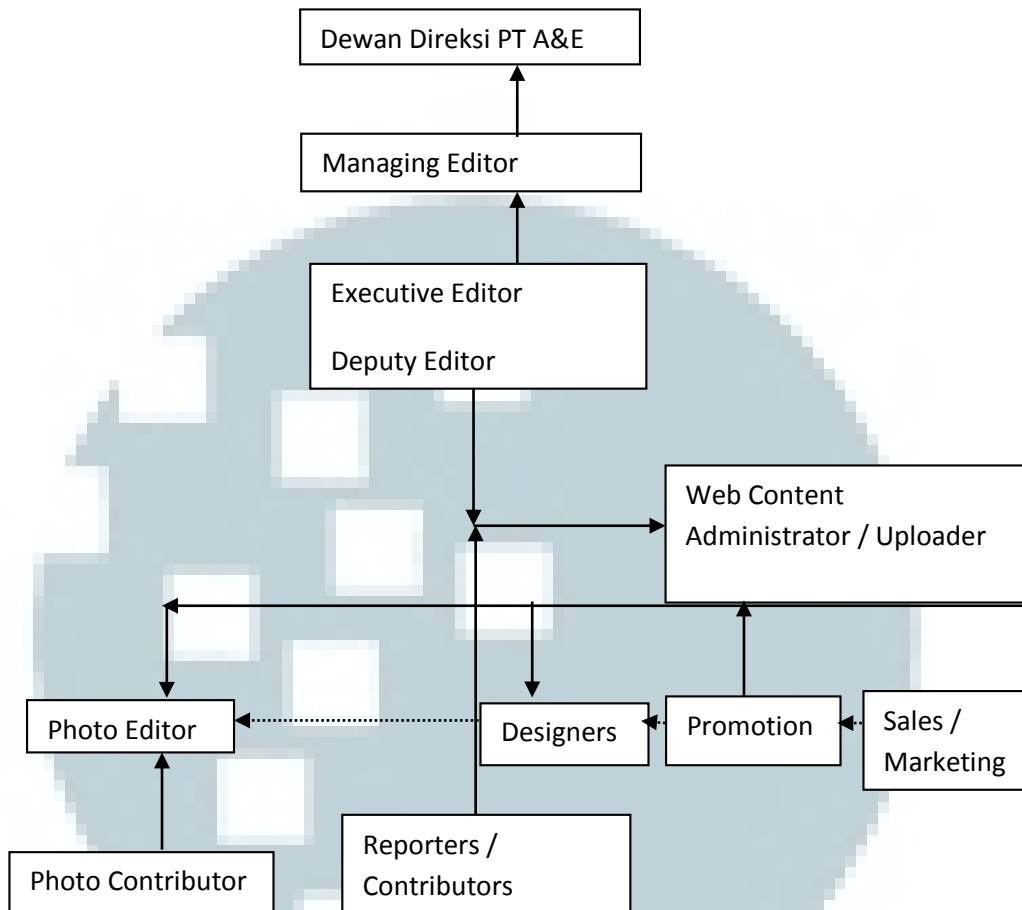 Dewan Direksi PT A&E
Managing Editor
Executive Editor
Deputy Editor
Web Content
Administrator / Uploader
Photo Editor
Designers
Promotion
Sales /
Marketing
Reporters /
Contributors
Photo Contributor